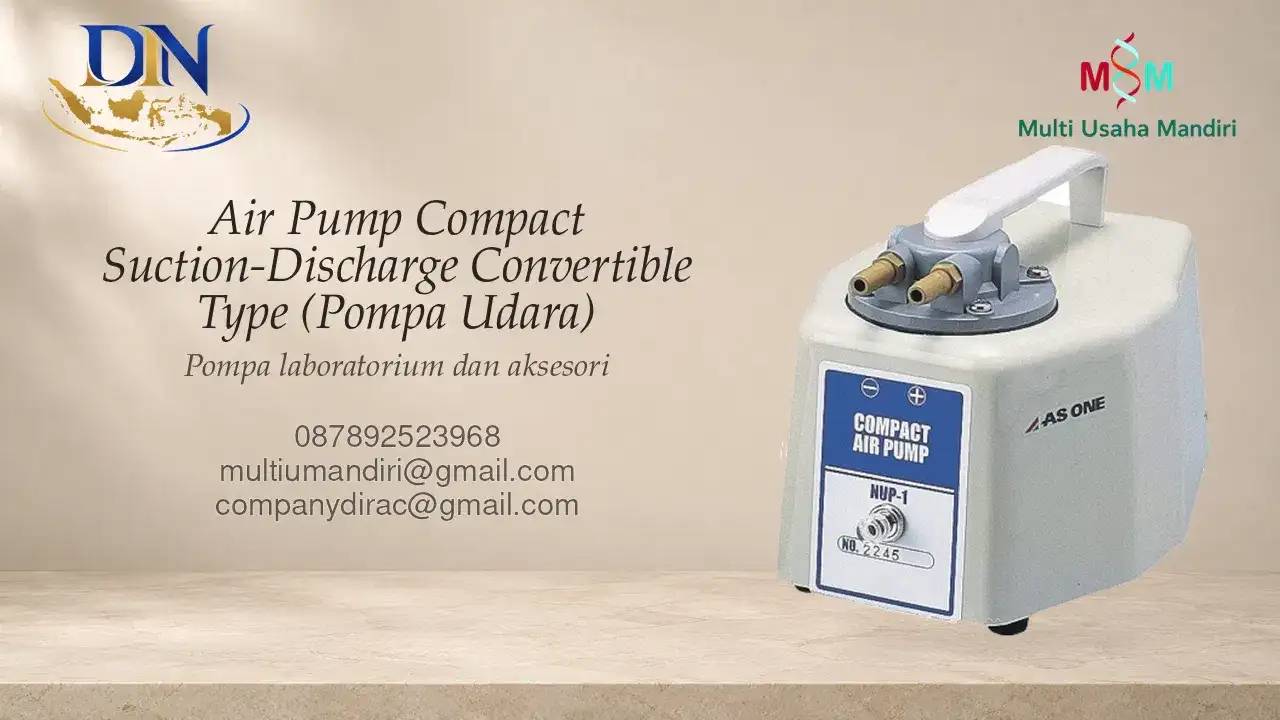 DN
MSM
Multi Usaha Mandiri
Air Pump Compact
Suction-Discharge Convertible
Type (Pompa Udara)
Pompa laboratorium dan aksesori
087892523968
multiumandiri@gmail.com
companydirac@gmail.com
AS ONE
COMPACT
AIR PUMP
NUP-1
NO. 2245